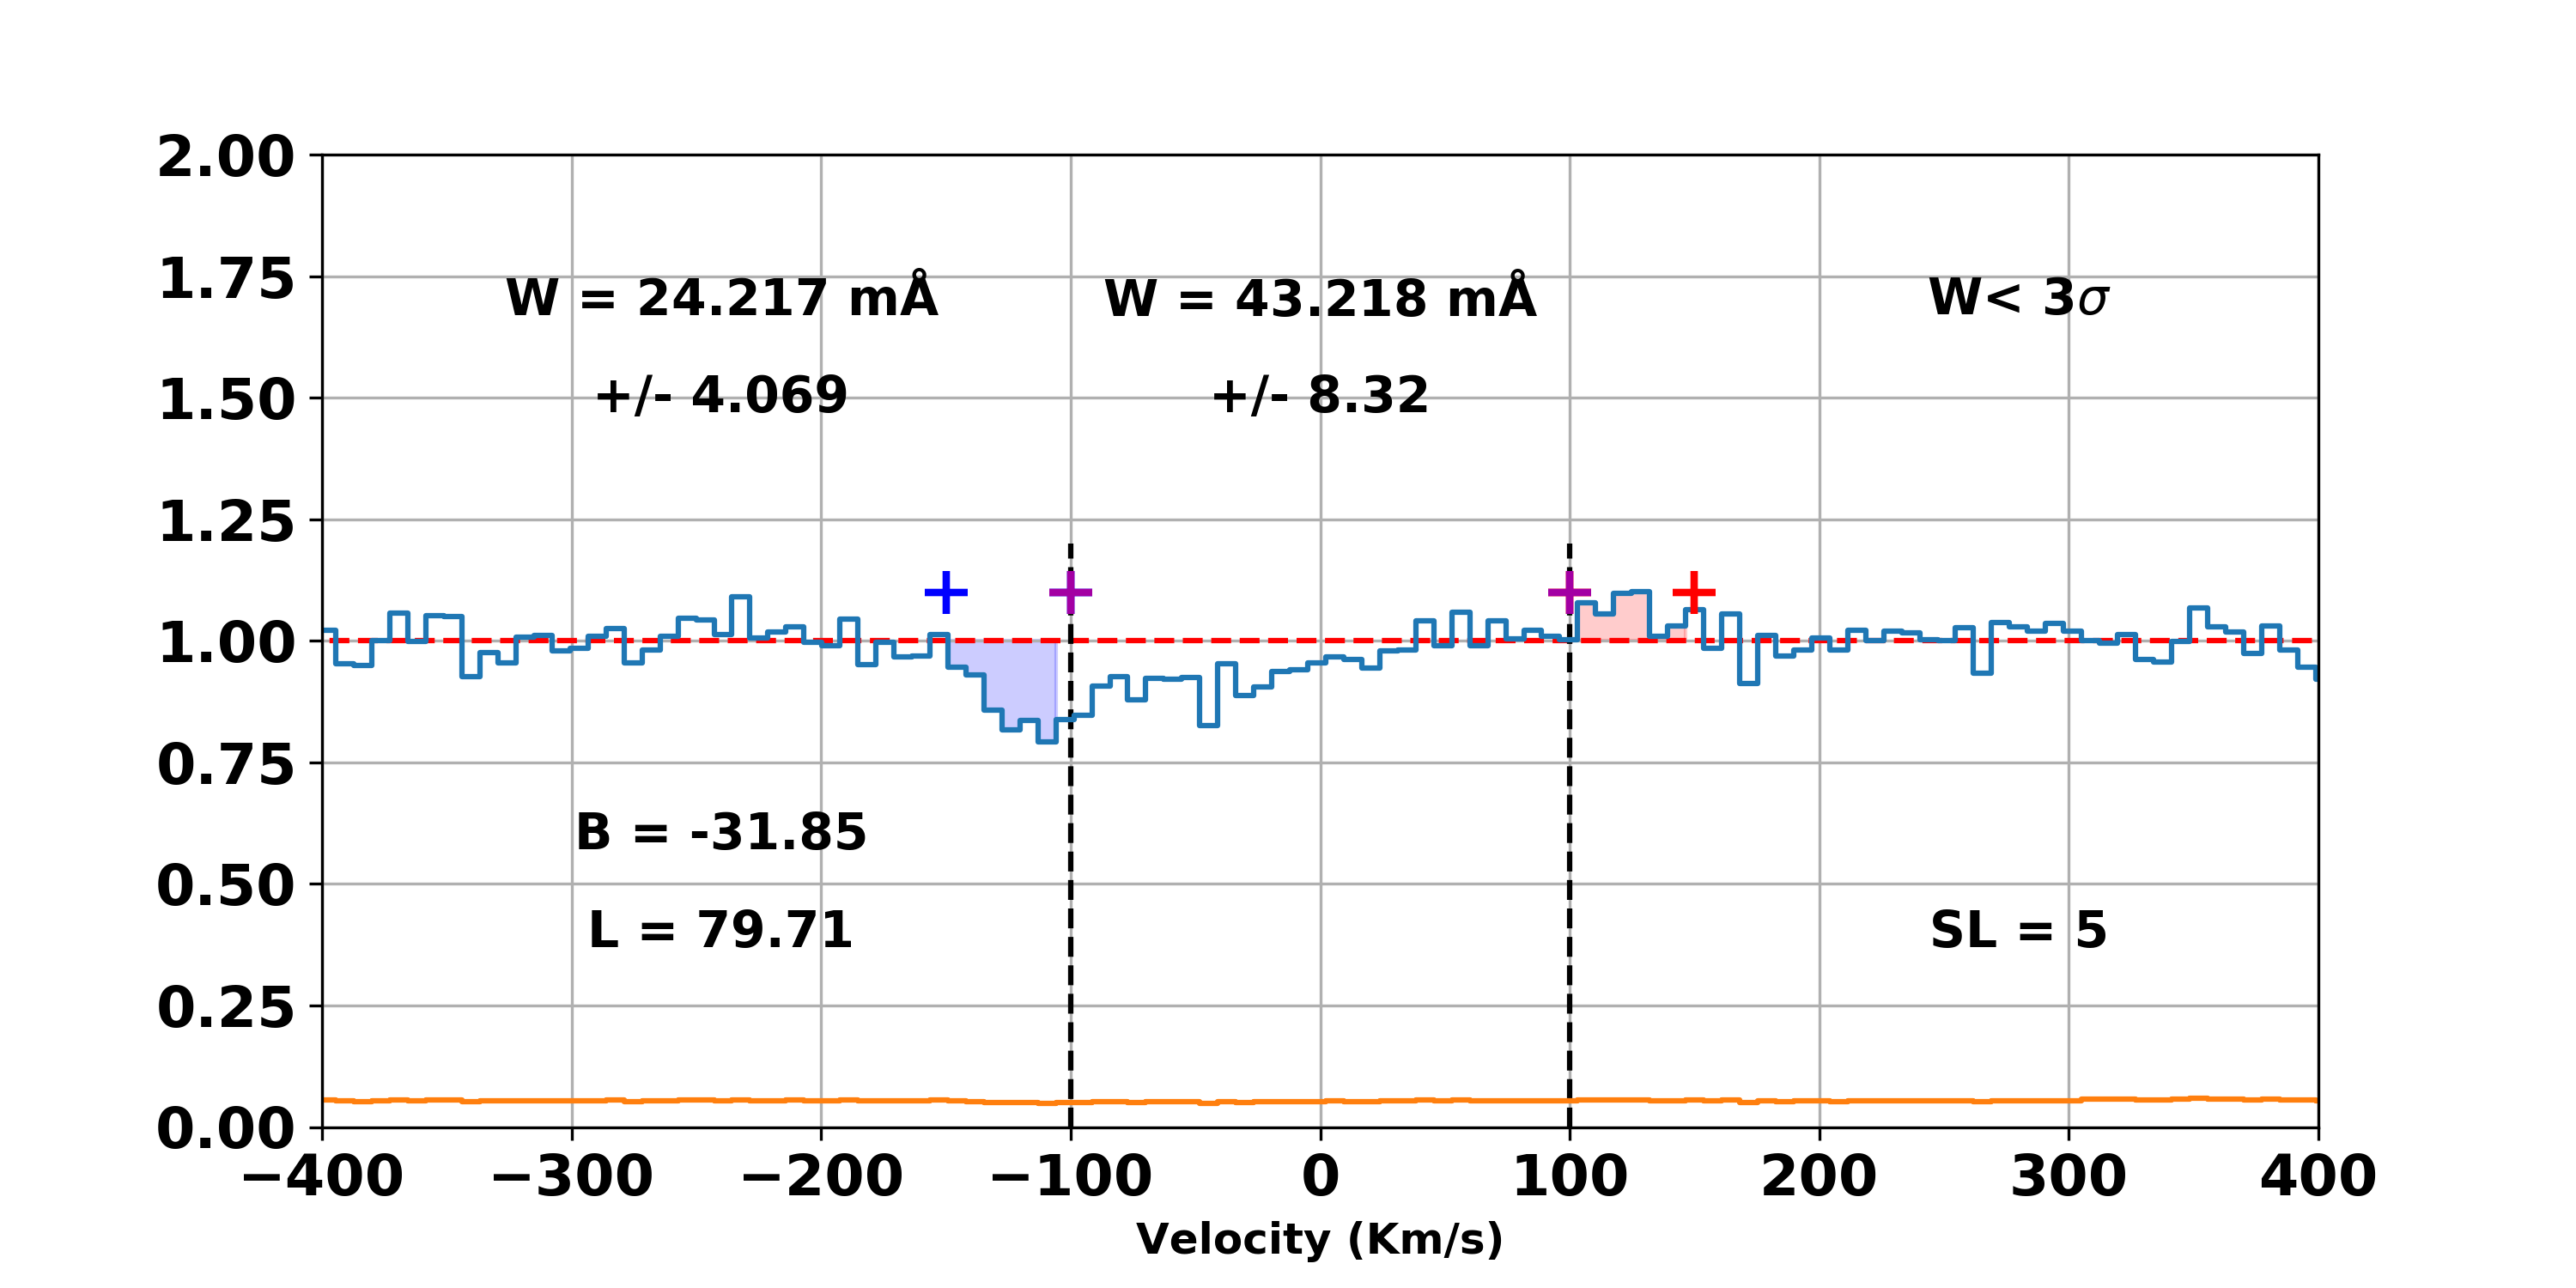 2.00
1.75
1.50
1.25
1.00
0.75
0.50
0.25
0.00
W = 24.217 mÅ
+/- 4.069
W = 43.218 mÅ
+/- 8.32
W< 3σ
B = -31.85
L = 79.71
SL = 5
−400 −300 −200 −100 0 100 200 300 400
Velocity (Km/s)